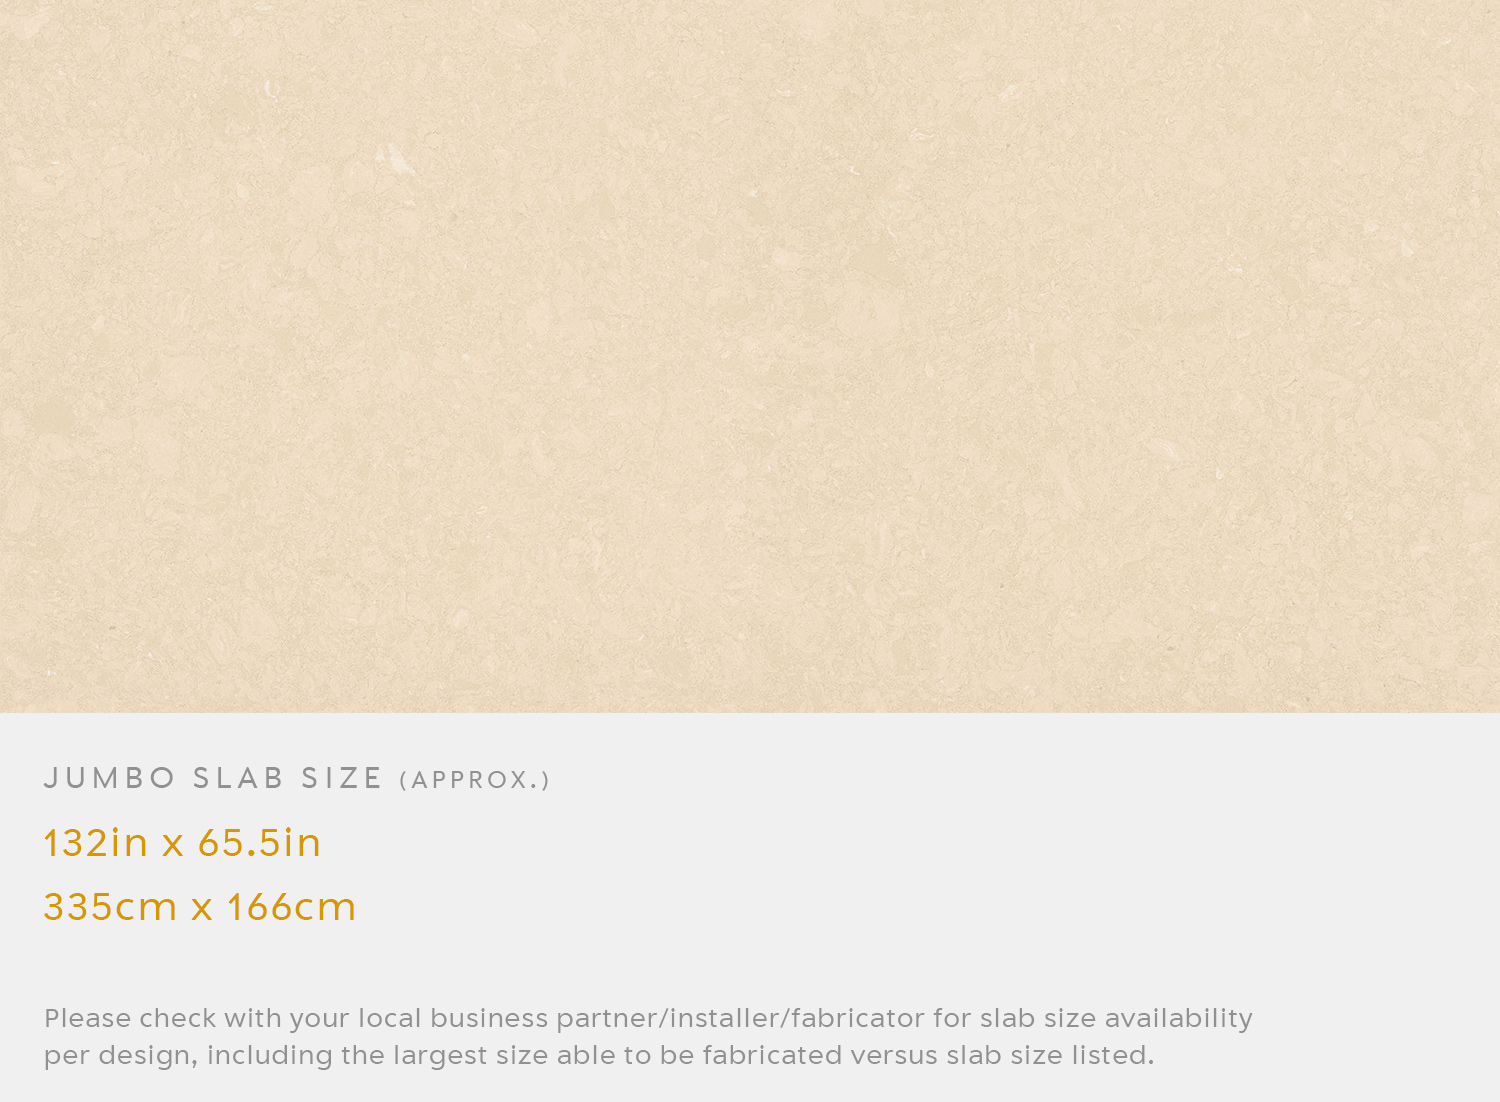 JUMBO SLAB SIZE (APPROX.)
132in x 65.5in
335cm x 166cm
Please check with your local business partner/installer/fabricator for slab size availability
per design, including the largest size able to be fabricated versus slab size listed.